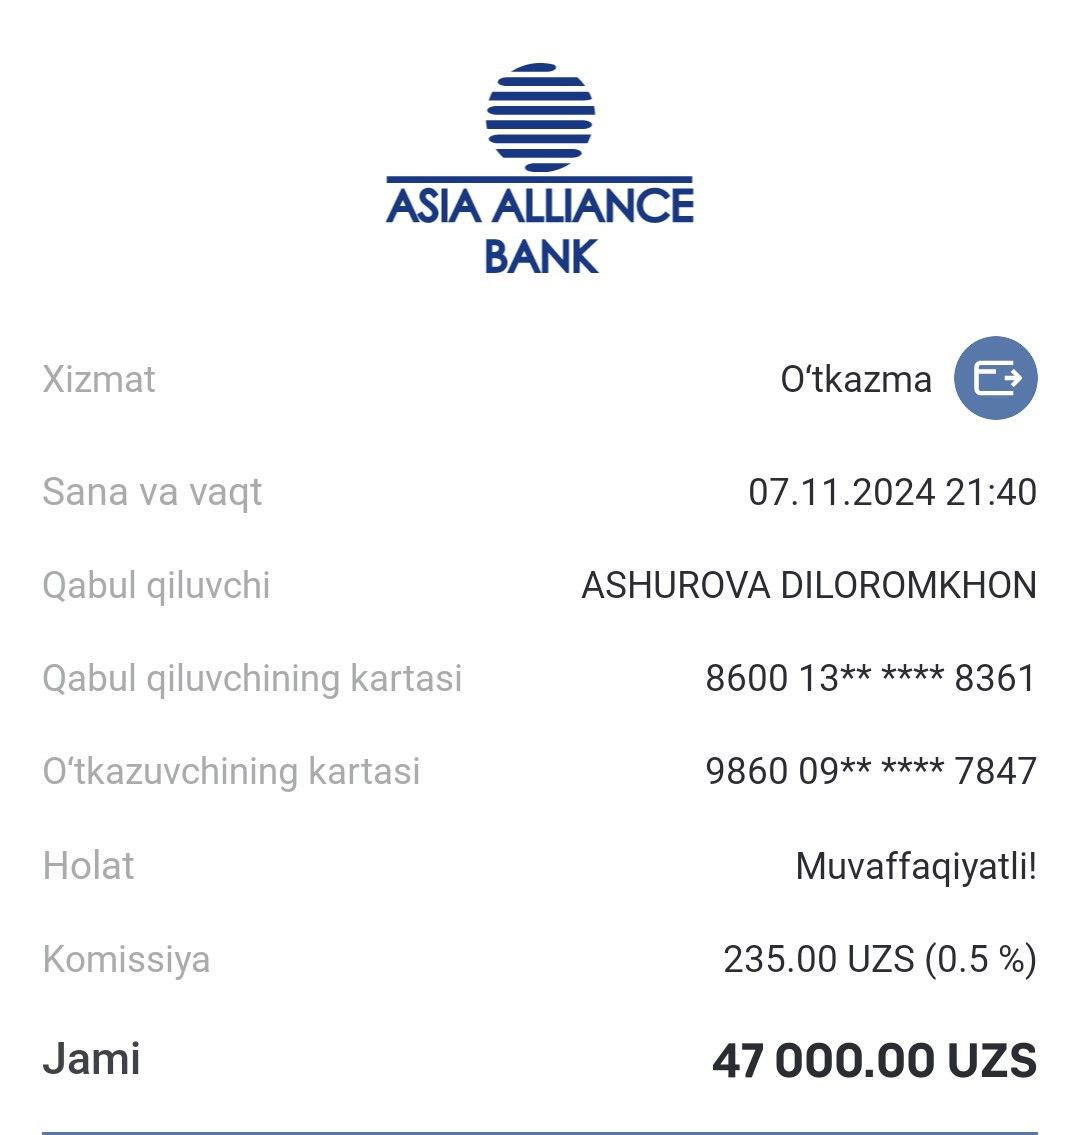 ASIA ALLIANCE
BANK
Xizmat O‘tkazma
Sana va vaqt 07.11.2024 21:40
Qabul qiluvchi ASHUROVA DILOROMKHON
Qabul qiluvchining kartasi 8600 13** **** 8361
O‘tkazuvchining kartasi 9860 09** **** 7847
Holat Muvaffaqiyatli!
Komissiya 235.00 UZS (0.5 %)
Jami 47 000.00 UZS